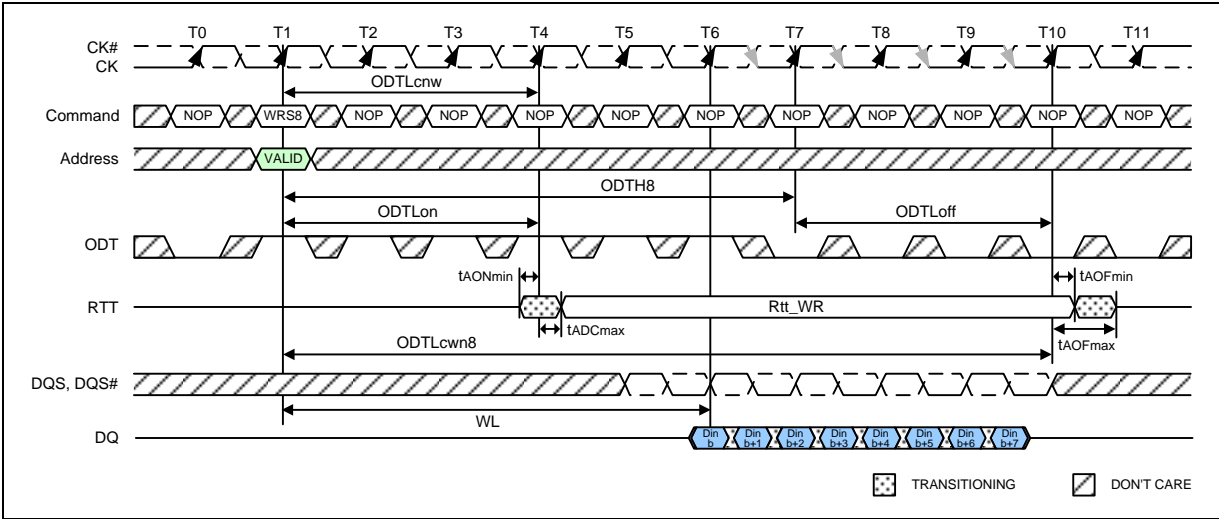 T0 T1 T2 T3 T4 T5 T6 T7 T8 T9 T10 T11
CK#
CK
ODTLcnw
Command NOP WRS8 NOP NOP NOP NOP NOP NOP NOP NOP NOP NOP
Address VALID
ODTH8
ODTLon ODTLoff
ODT
tAONmin tAOFmin
RTT Rtt_WR
tADCmax tAOFmax
ODTLcwn8
DQS, DQS#
WL
DQ Din b Din b+1 Din b+2 Din b+3 Din b+4 Din b+5 Din b+6 Din b+7
TRANSITIONING DON'T CARE